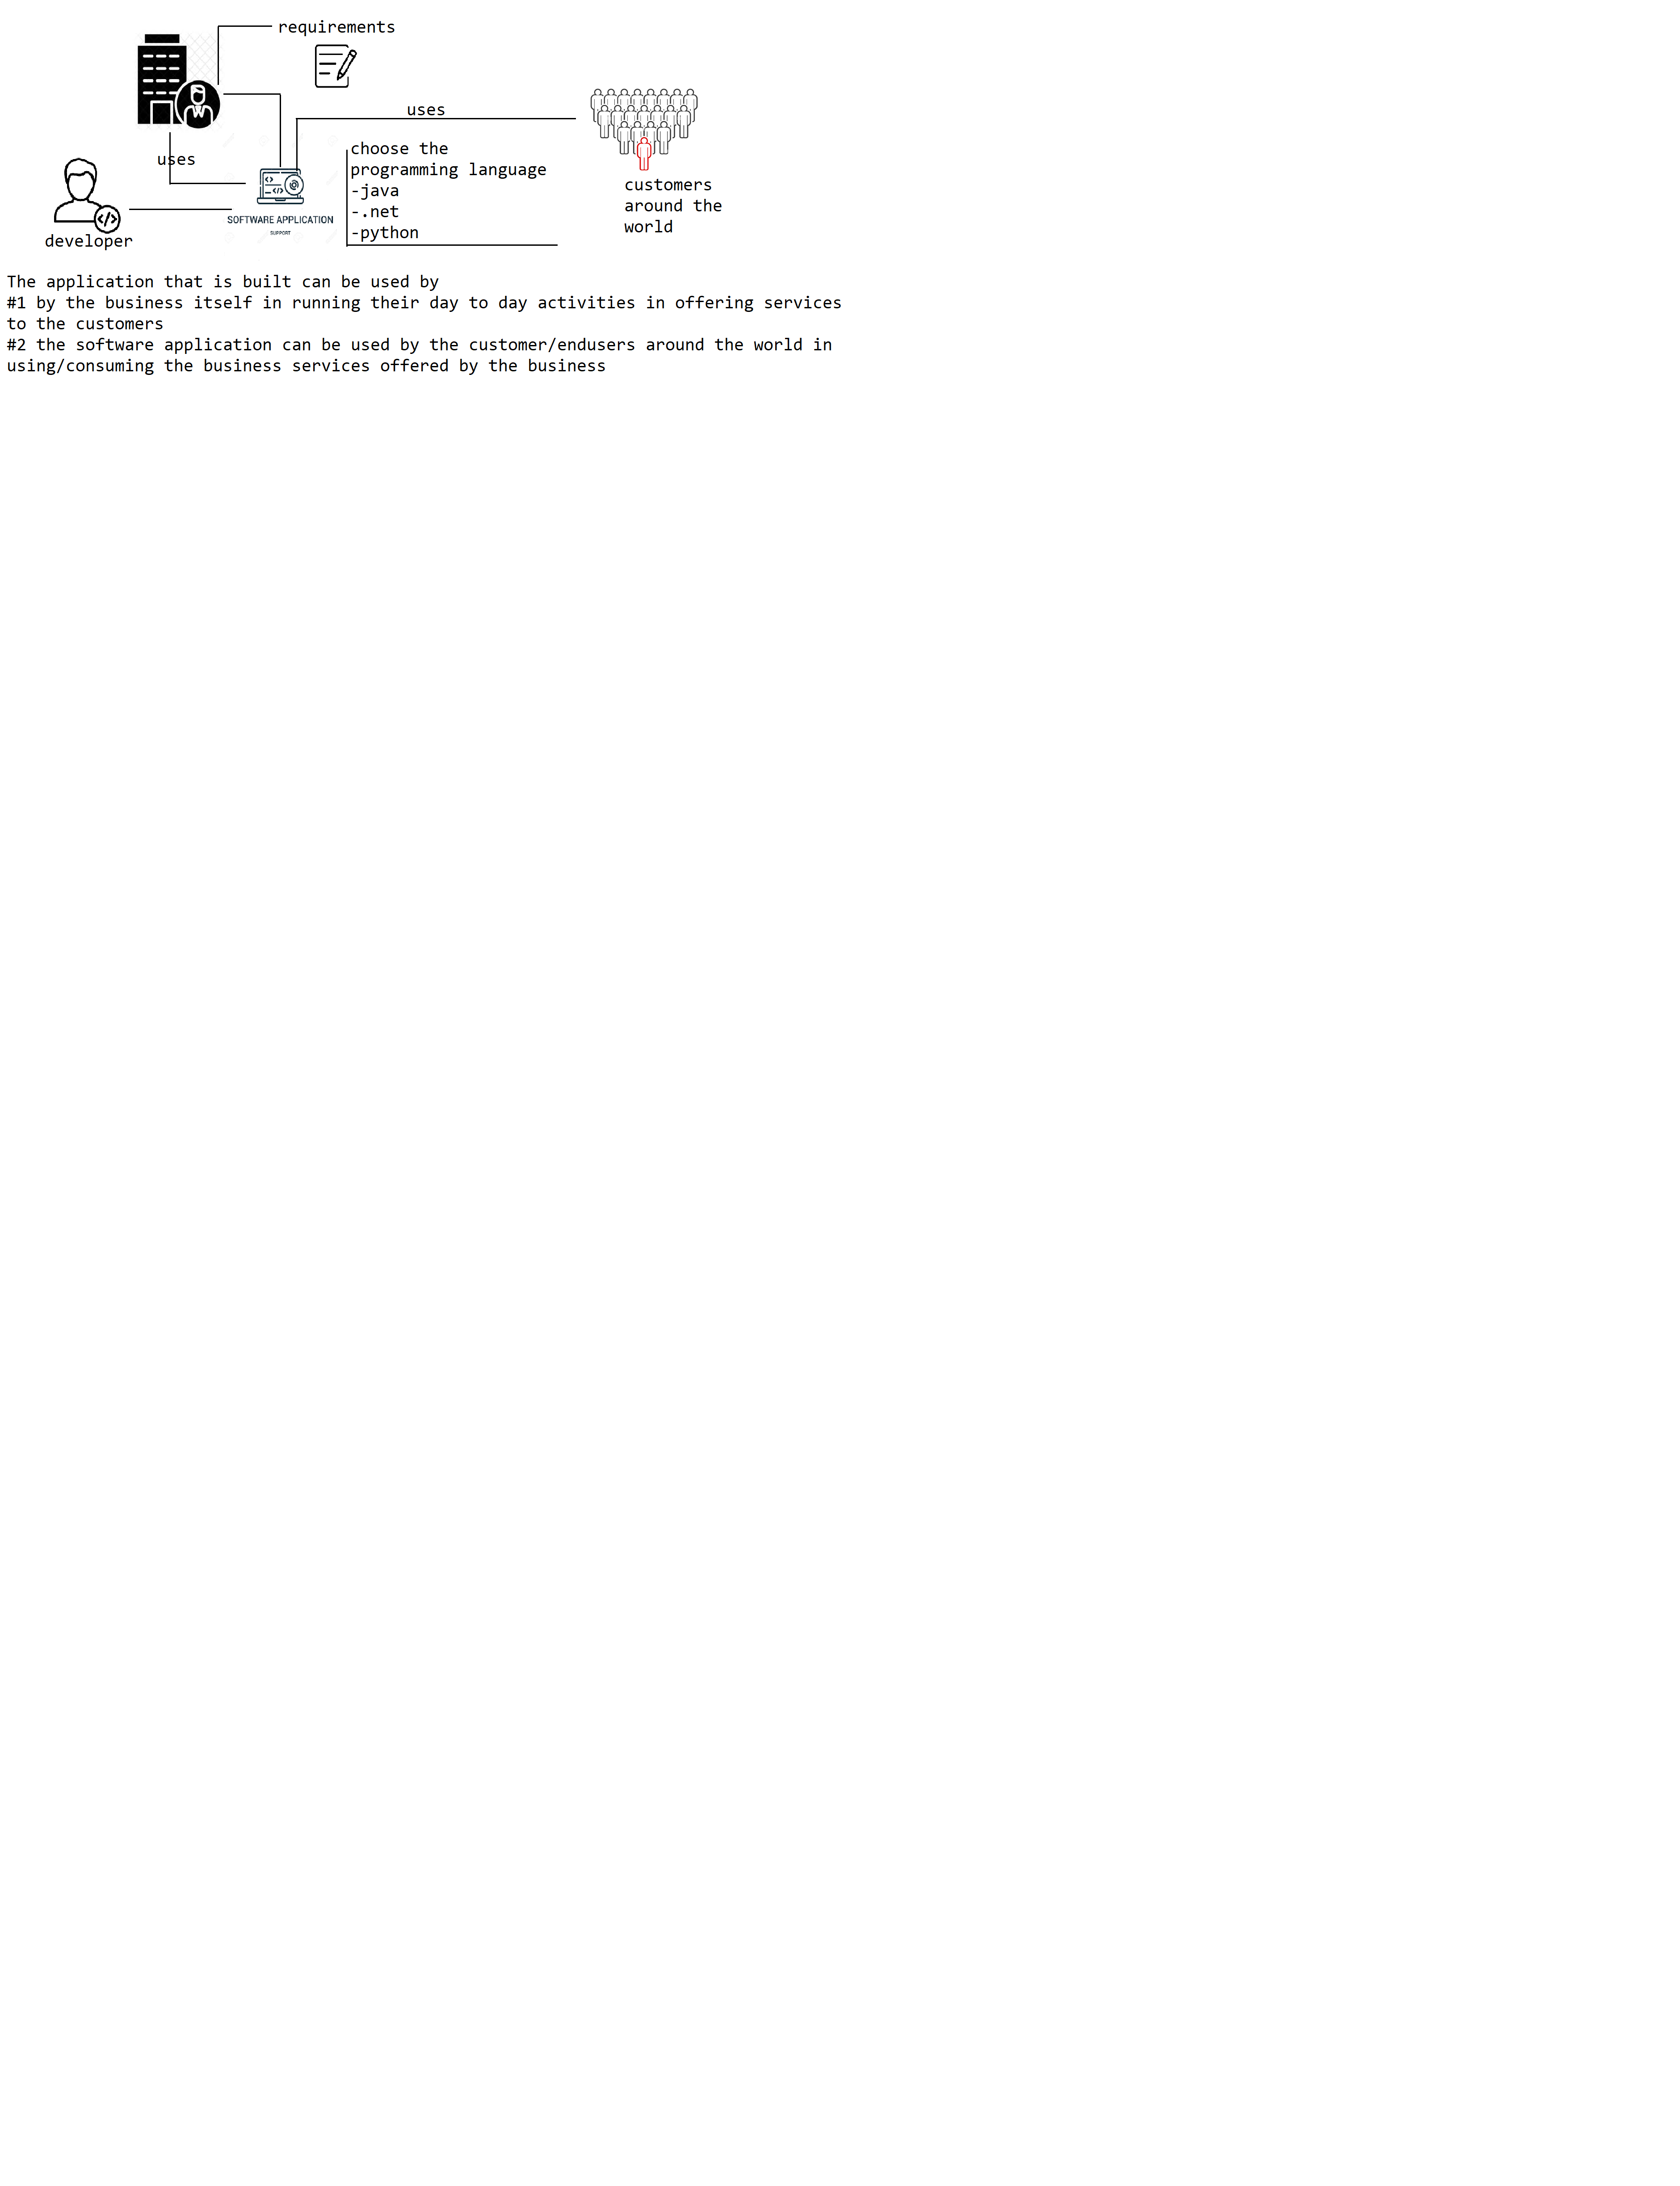 requirements
uses
choose the
programming language
-java
-.net
-python
uses
customers
around the
world
SOFTWARE APPLICATION
SUPPORT
developer
The application that is built can be used by
#1 by the business itself in running their day to day activities in offering services
to the customers
#2 the software application can be used by the customer/endusers around the world in
using/consuming the business services offered by the business